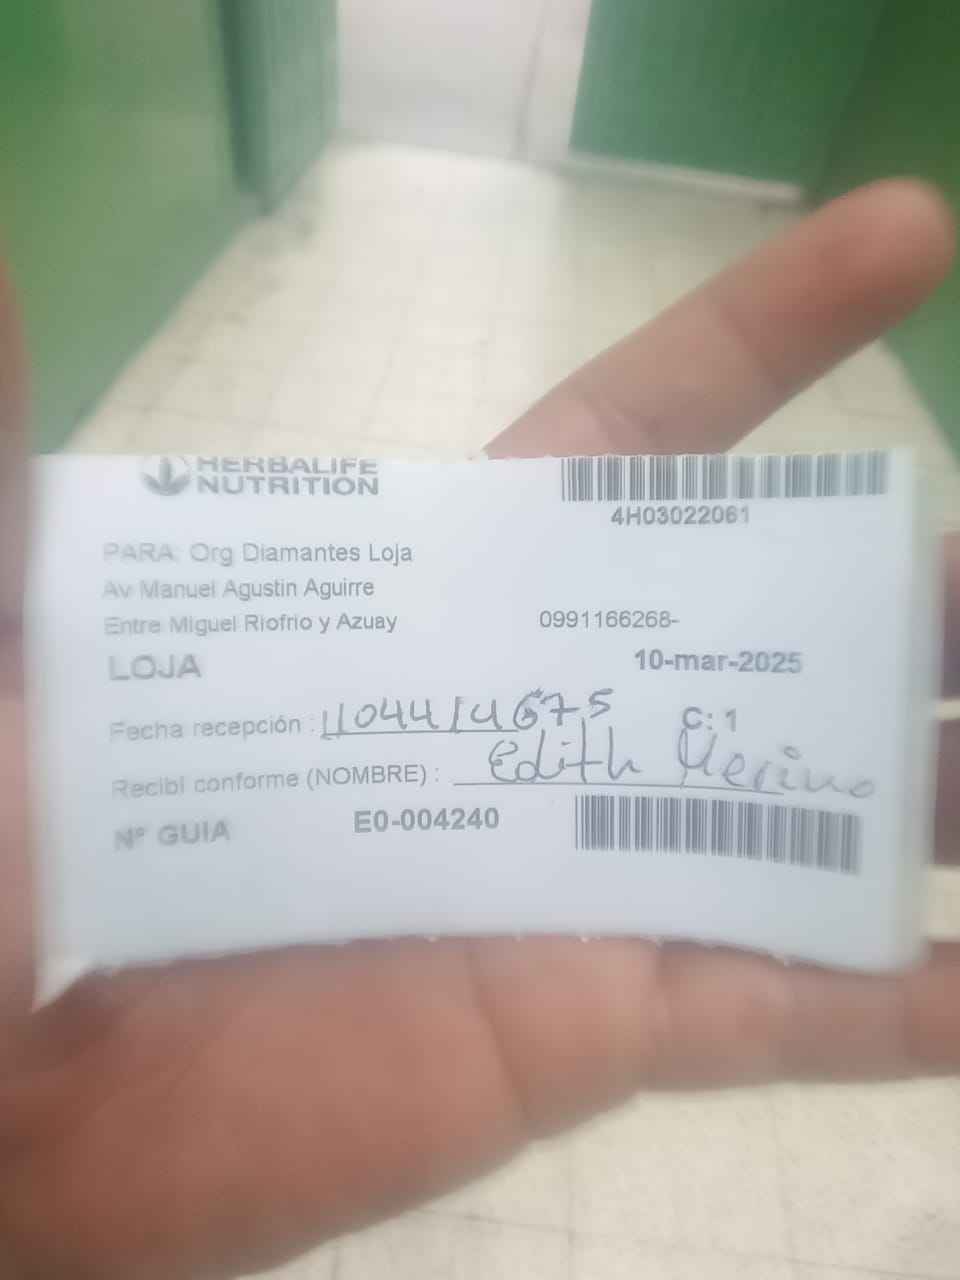 HERBALIFE
NUTRITION
4H03022061
PARA: Org Diamantes Loja
Av Manuel Agustin Aguirre
Entre Miguel Riofrio y Azuay
0991166268-
LOJA
10-mar-2025
Fecha recepción : 1104414675
C: 1
Recibí conforme (NOMBRE) : Edith Merino
Nº GUIA E0-004240